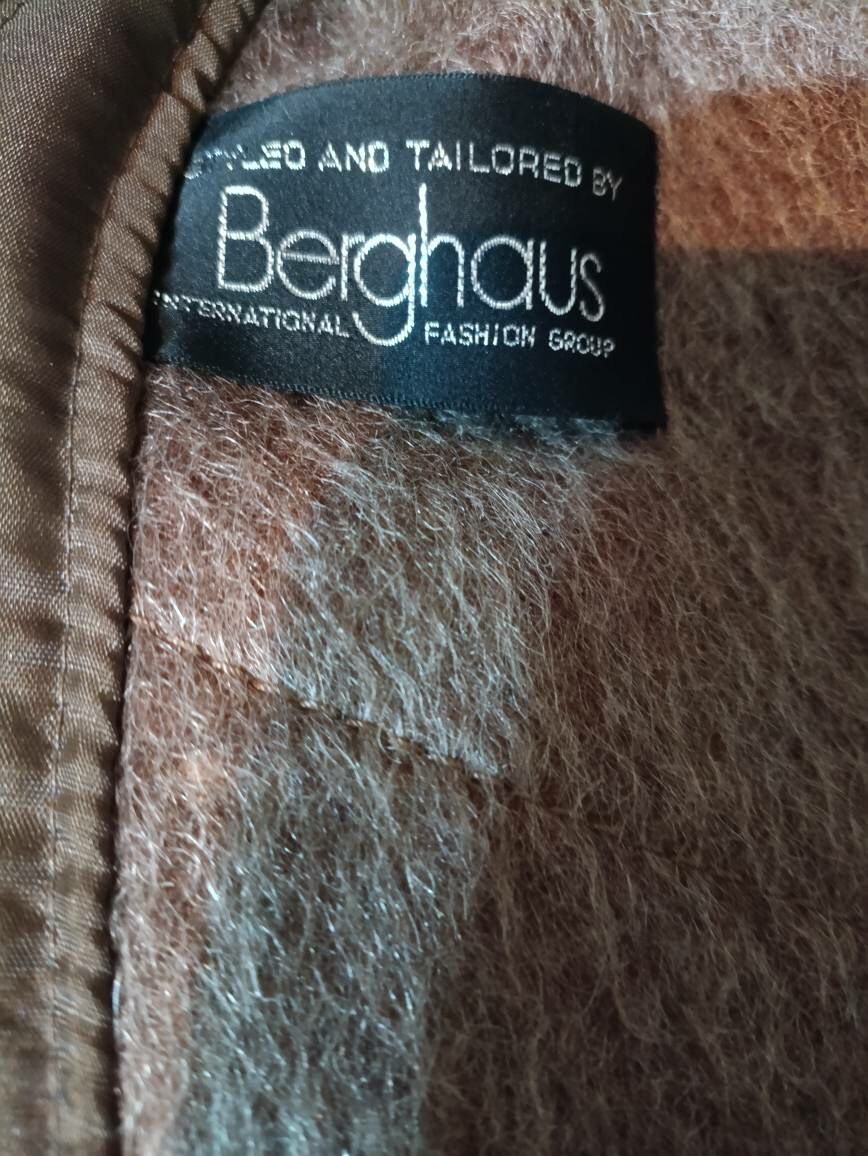 STYLED AND TAILORED BY
Berghaus
INTERNATIONAL FASHION GROUP